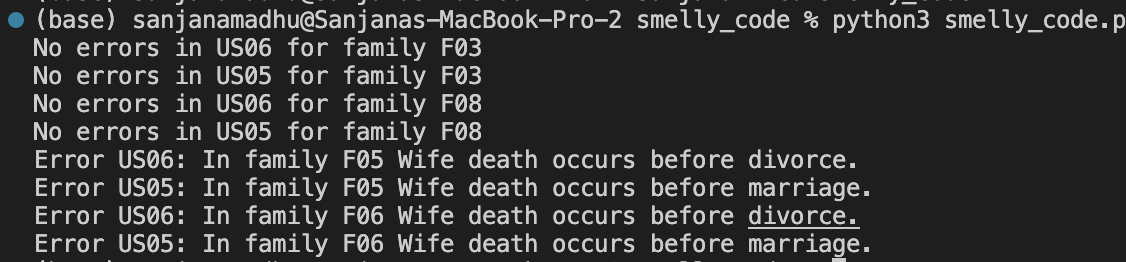 (base) sanjanamadhu@Sanjanas-MacBook-Pro-2 smelly_code % python3 smelly_code.p
No errors in US06 for family F03
No errors in US05 for family F03
No errors in US06 for family F08
No errors in US05 for family F08
Error US06: In family F05 Wife death occurs before divorce.
Error US05: In family F05 Wife death occurs before marriage.
Error US06: In family F06 Wife death occurs before divorce.
Error US05: In family F06 Wife death occurs before marriage.